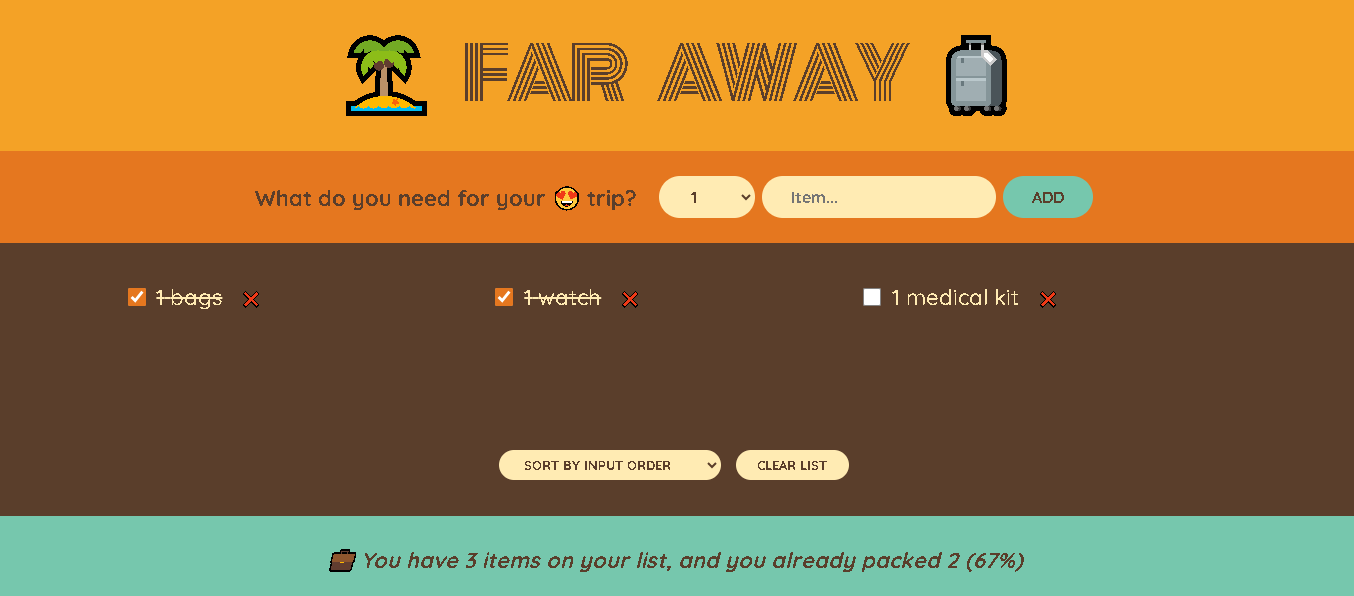 FAR AWAY
What do you need for your 😍 trip? 1 Item... ADD
1 bags ❌ 1 watch ❌ 1 medical kit ❌
SORT BY INPUT ORDER CLEAR LIST
💼 You have 3 items on your list, and you already packed 2 (67%)